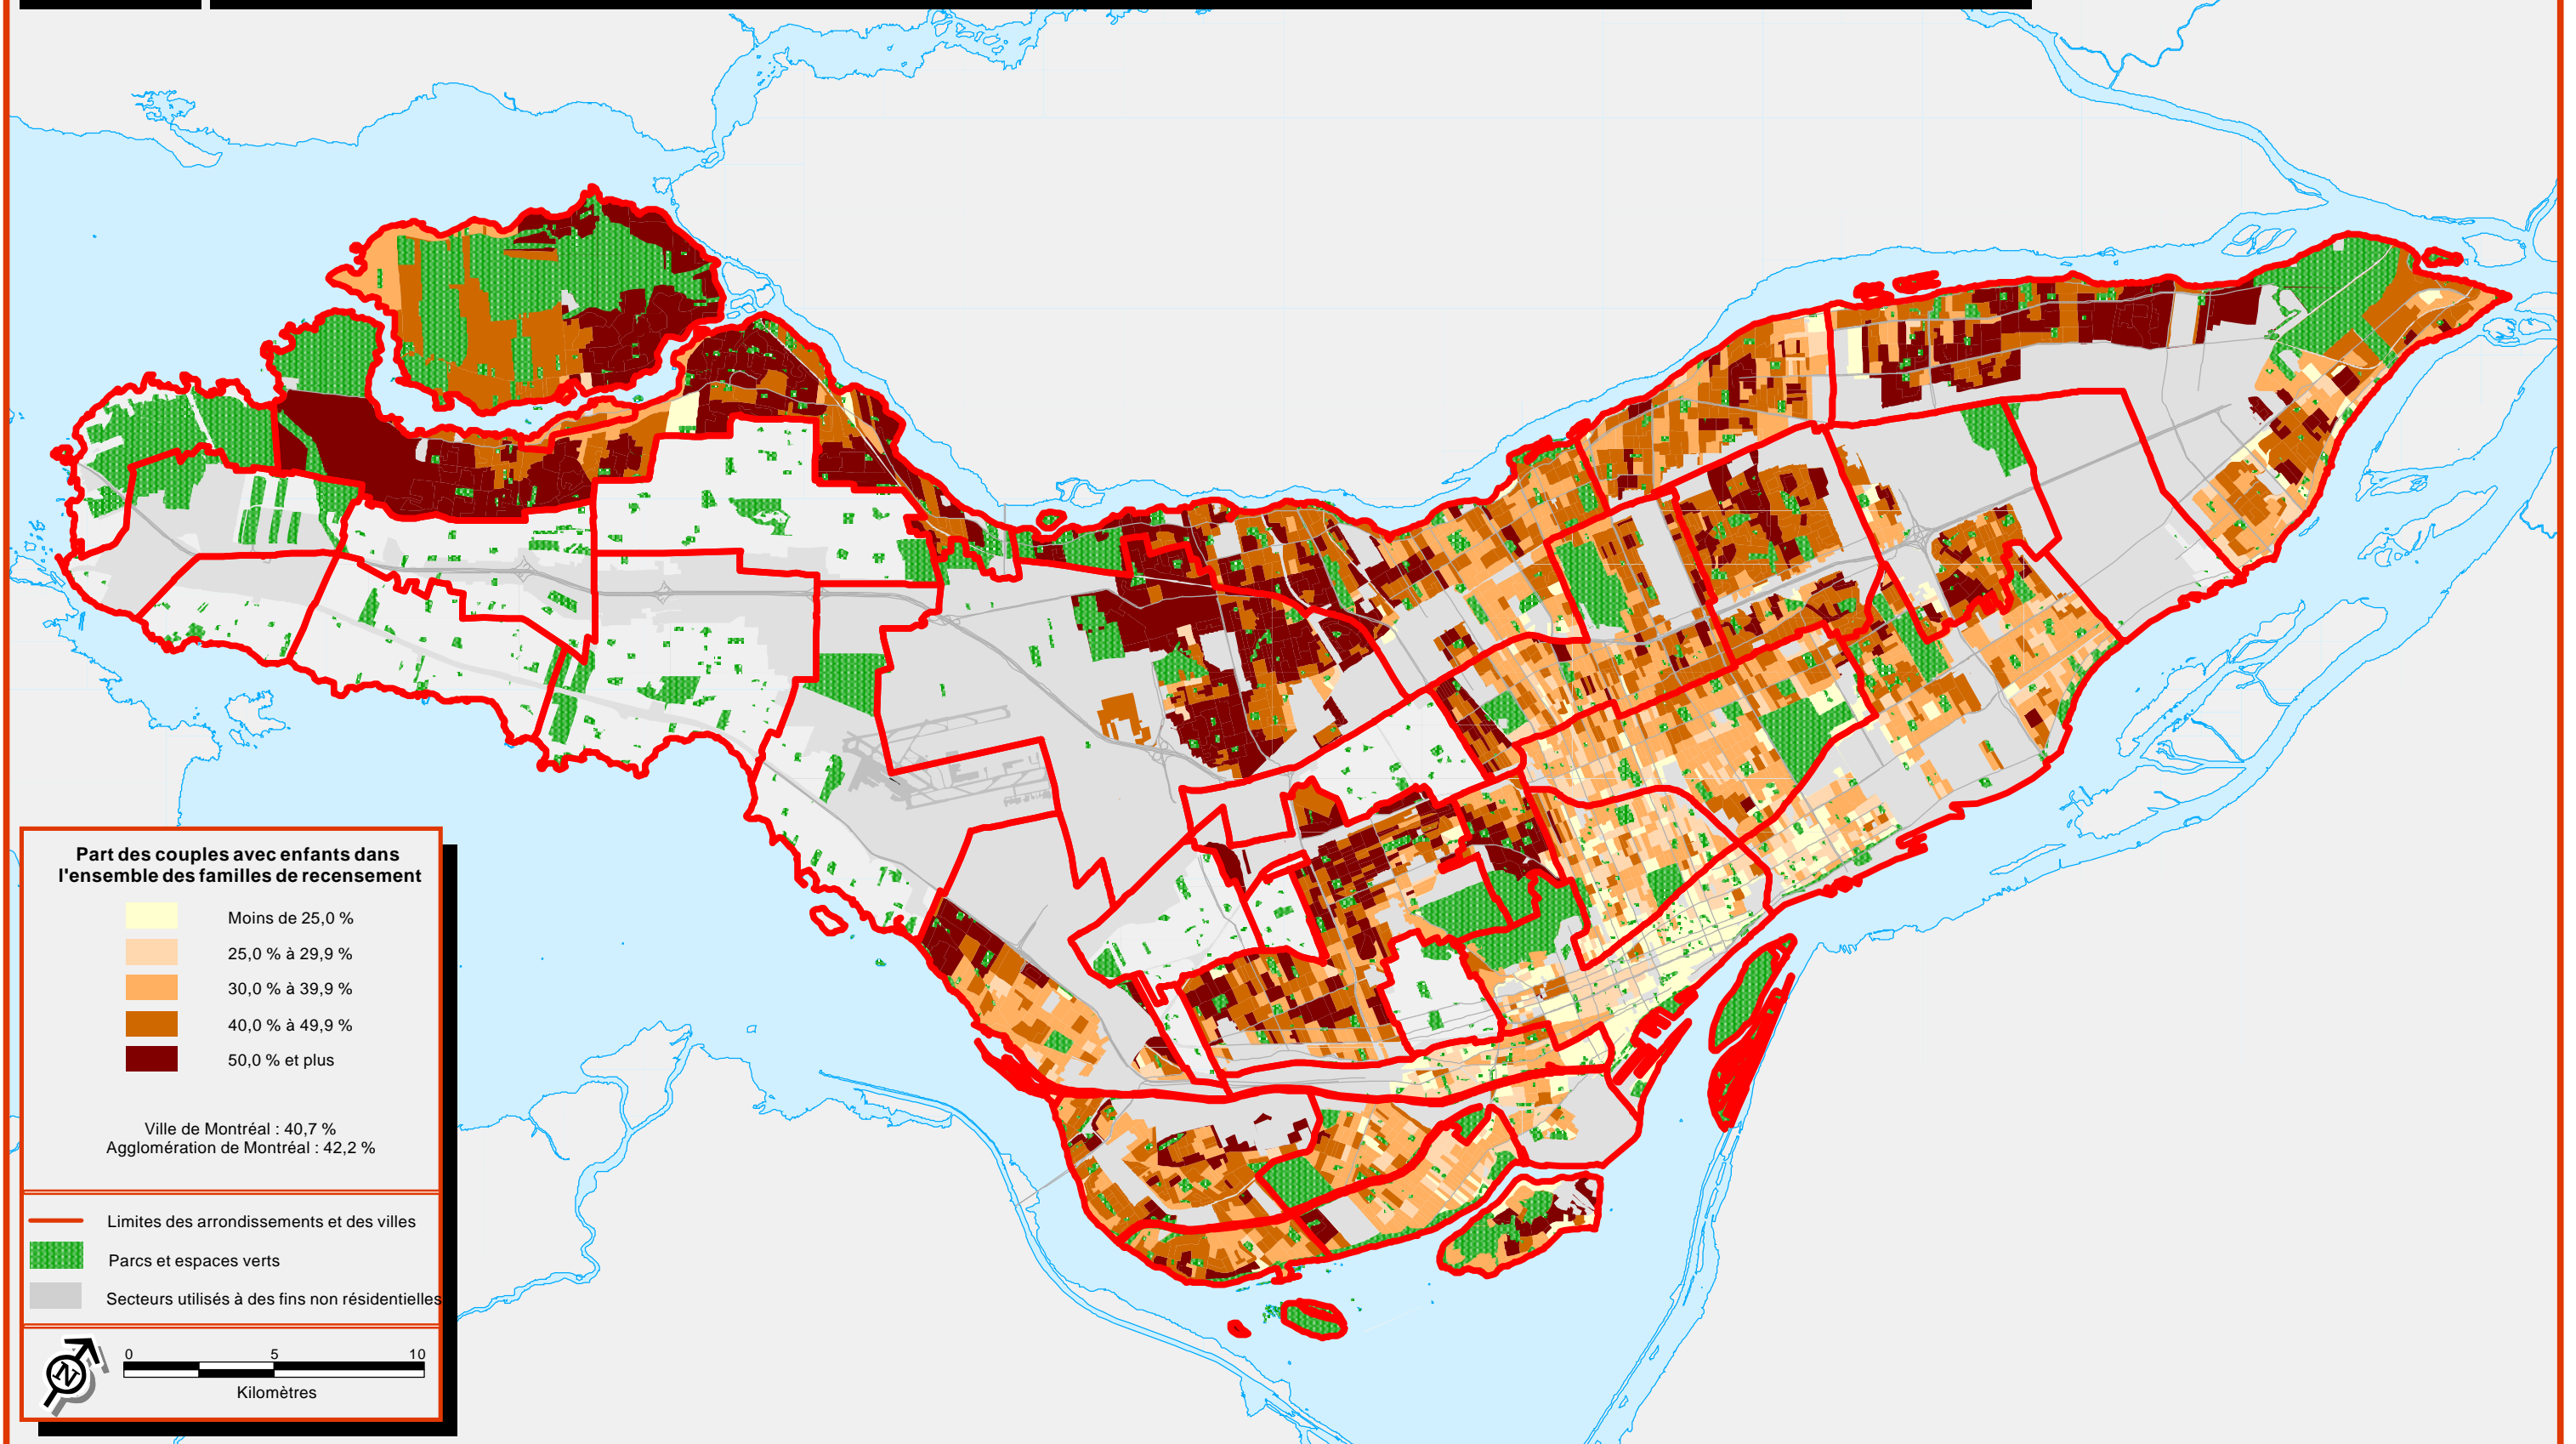 Part des couples avec enfants dans
l'ensemble des familles de recensement
Moins de 25,0 %
25,0 % à 29,9 %
30,0 % à 39,9 %
40,0 % à 49,9 %
50,0 % et plus
Ville de Montréal : 40,7 %
Agglomération de Montréal : 42,2 %
Limites des arrondissements et des villes
Parcs et espaces verts
Secteurs utilisés à des fins non résidentielles
N
0 5 10
Kilomètres